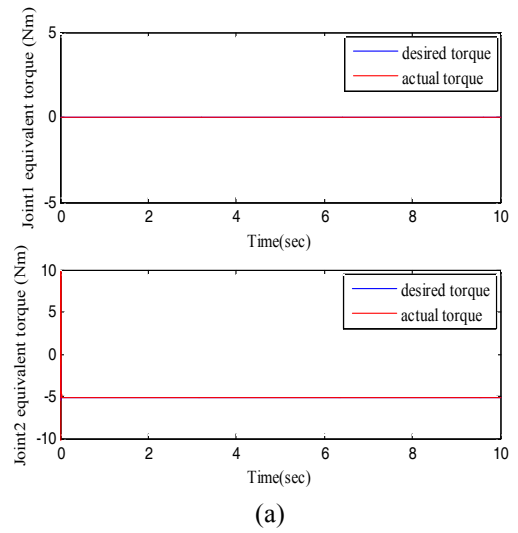 Joint1 equivalent torque (Nm)
5
0
-5
desired torque
actual torque
0 2 4 6 8 10
Time(sec)
Joint2 equivalent torque (Nm)
10
5
0
-5
-10
desired torque
actual torque
0 2 4 6 8 10
Time(sec)
(a)